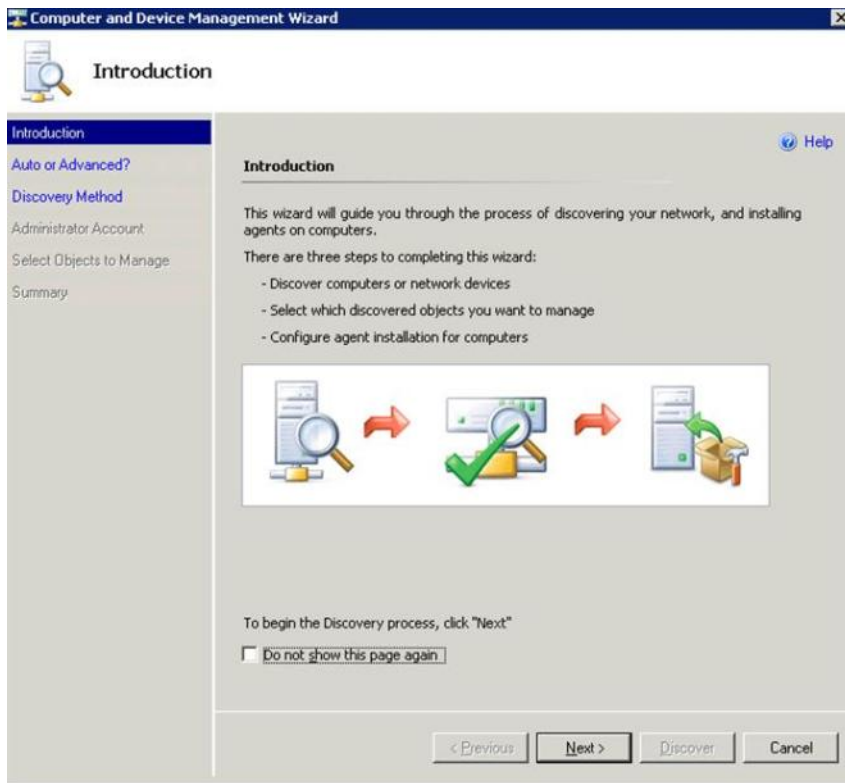 Computer and Device Management Wizard
Introduction
Introduction
Auto or Advanced?
Discovery Method
Administrator Account
Select Objects to Manage
Summary
Help
Introduction
This wizard will guide you through the process of discovering your network, and installing
agents on computers.
There are three steps to completing this wizard:
- Discover computers or network devices
- Select which discovered objects you want to manage
- Configure agent installation for computers
To begin the Discovery process, click "Next"
Do not show this page again
< Previous
Next >
Discover
Cancel